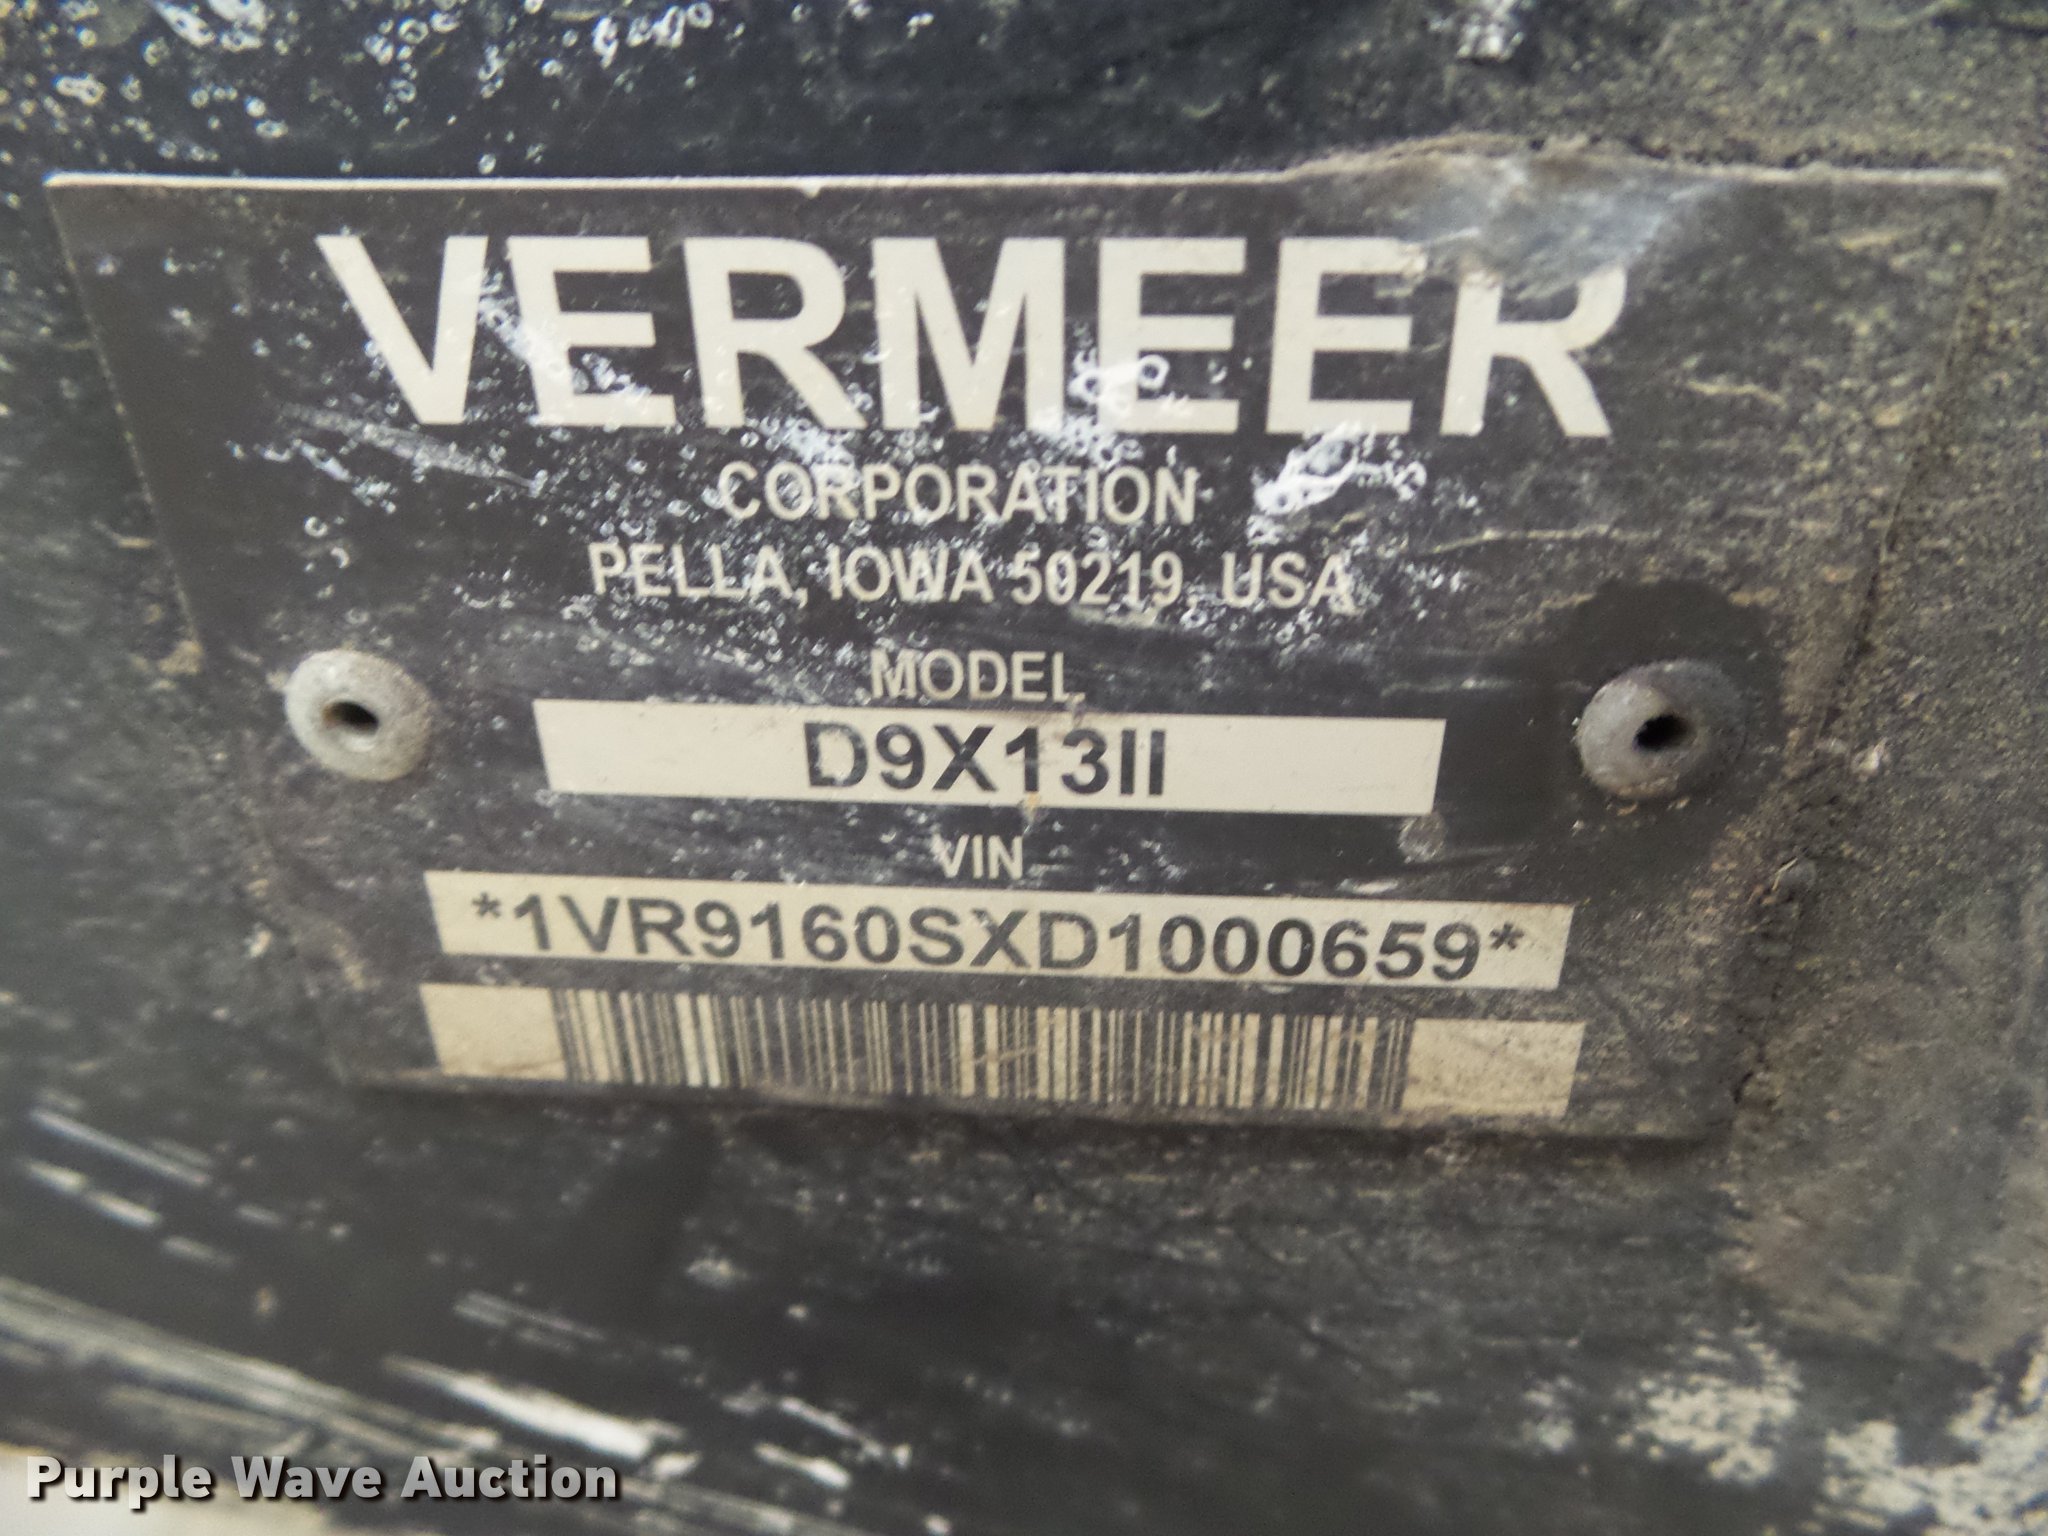 VERMEER
CORPORATION
PELLA, IOWA 50219, USA
MODEL
D9X13II
VIN
*1VR9160SXD1000659*
Purple Wave Auction